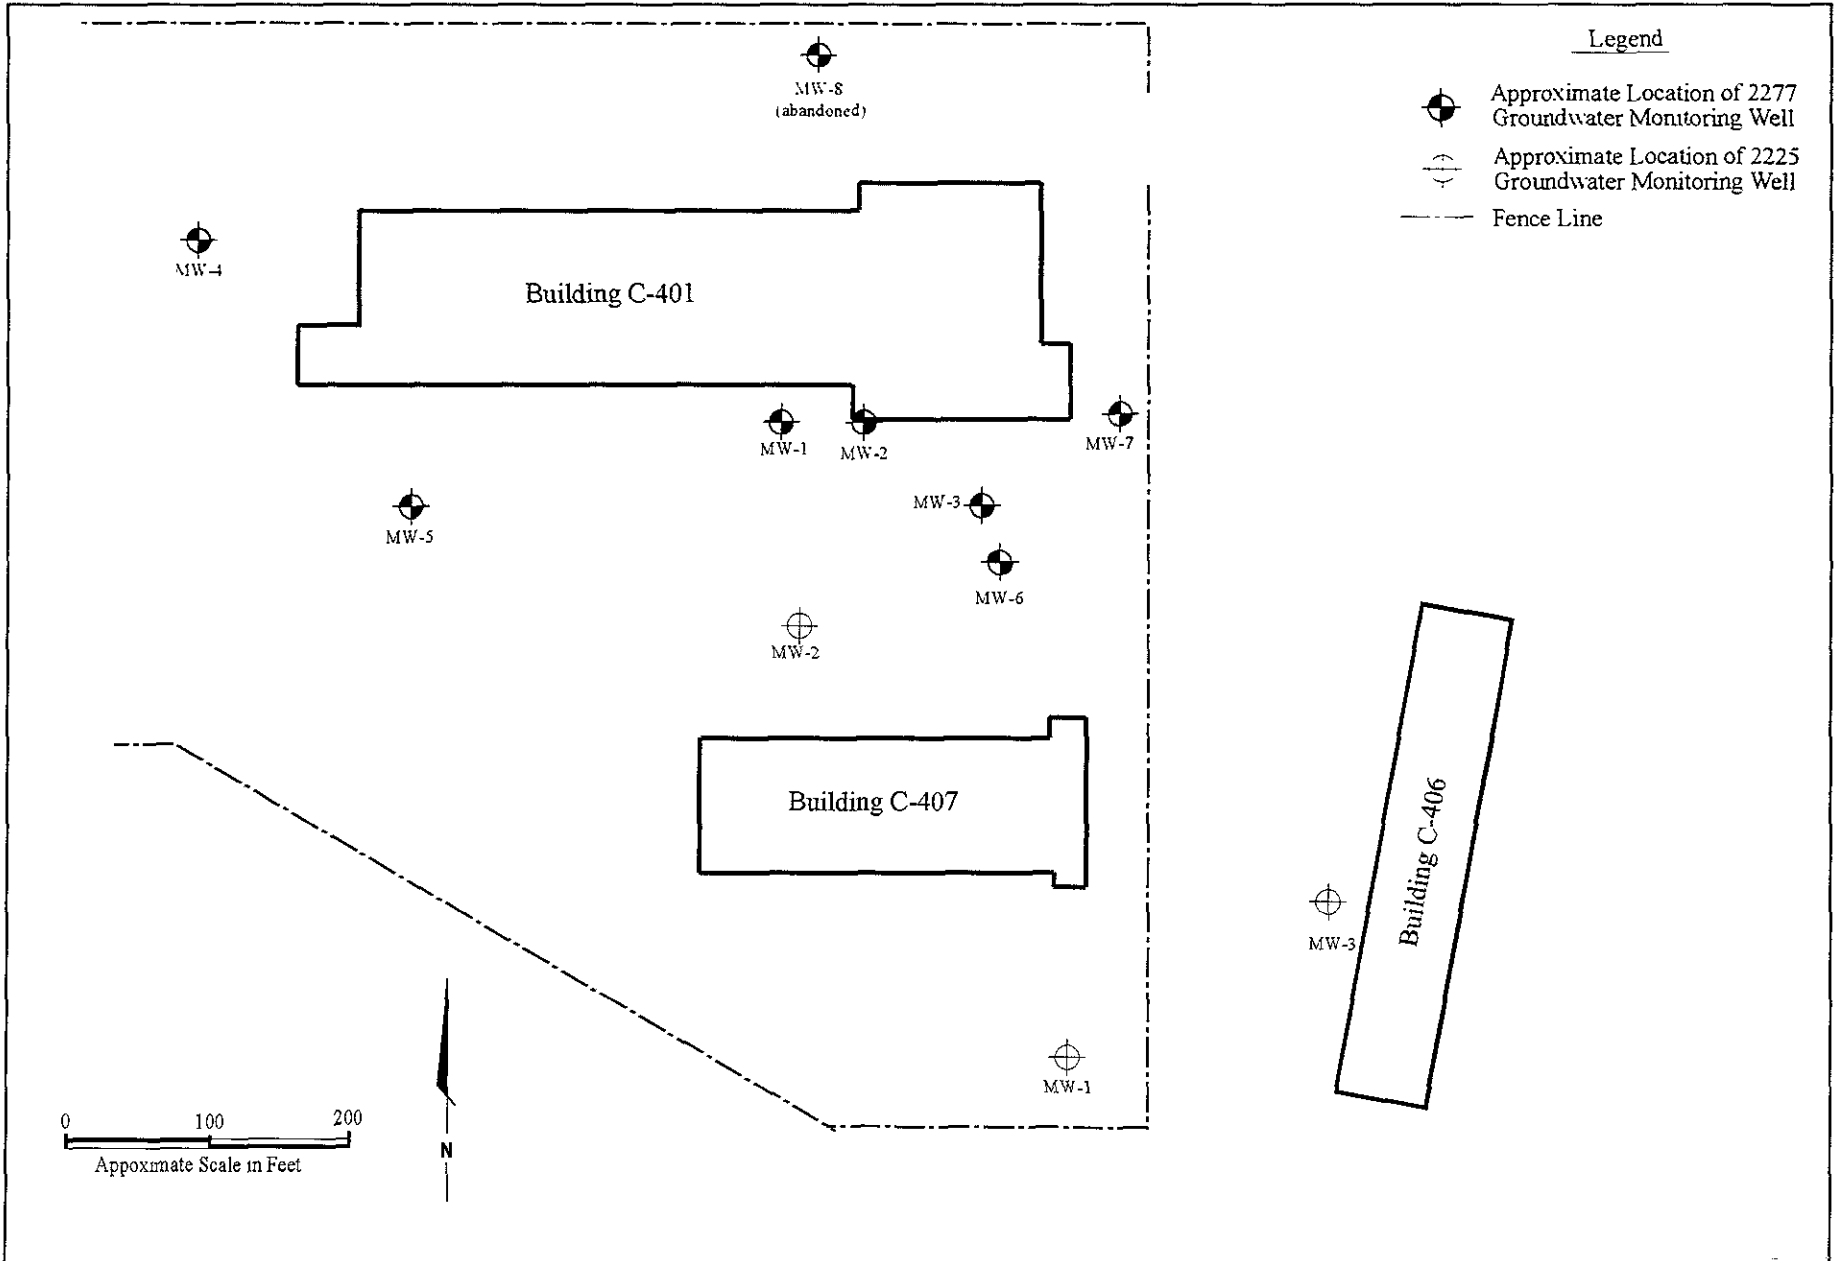 Legend
Approximate Location of 2277
Groundwater Monitoring Well
Approximate Location of 2225
Groundwater Monitoring Well
Fence Line
MW-8
(abandoned)
MW-4
Building C-401
MW-1
MW-2
MW-7
MW-3
MW-5
MW-6
MW-2
Building C-407
Building C-406
MW-3
MW-1
0 100 200
Appoximate Scale in Feet
N